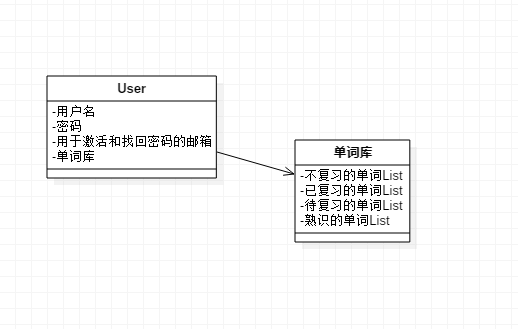 User
-用户名
-密码
-用于激活和找回密码的邮箱
-单词库
单词库
-不复习的单词List
-已复习的单词List
-待复习的单词List
-熟识的单词List